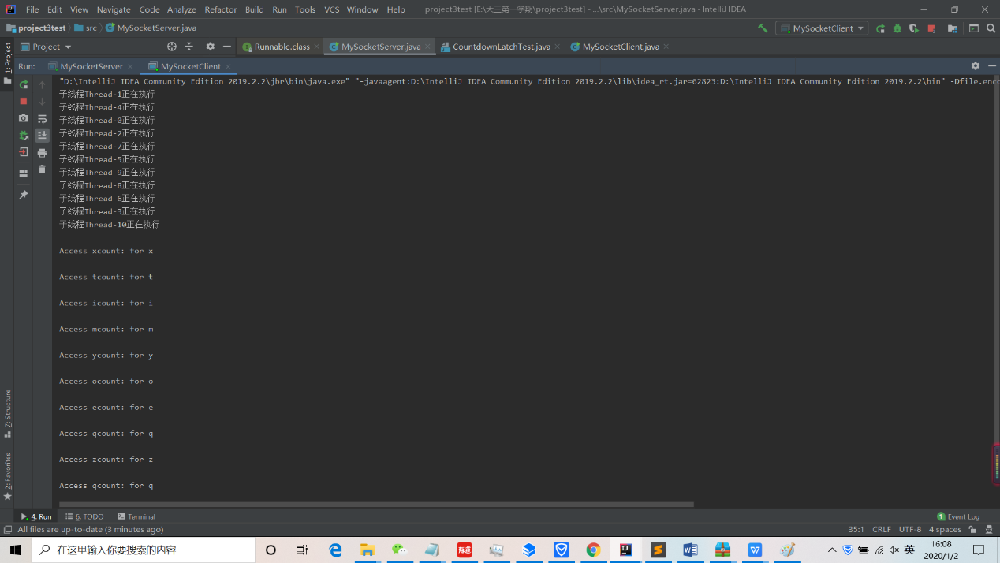 File Edit View Navigate Code Analyze Refactor Build Run Tools VCS Window Help project3test [E:\大三第一学期\project3test] - ...\src\MySocketServer.java - IntelliJ IDEA
project3test src MySocketServer.java MySocketClient
Project Runnable.class MySocketServer.java CountdownLatchTest.java MySocketClient.java
1: Project
Run: MySocketServer MySocketClient
"D:\IntelliJ IDEA Community Edition 2019.2.2\jbr\bin\java.exe" "-javaagent:D:\IntelliJ IDEA Community Edition 2019.2.2\lib\idea_rt.jar=62823:D:\IntelliJ IDEA Community Edition 2019.2.2\bin" -Dfile.enco
子线程Thread-1正在执行
子线程Thread-4正在执行
子线程Thread-0正在执行
子线程Thread-2正在执行
子线程Thread-7正在执行
子线程Thread-5正在执行
子线程Thread-9正在执行
子线程Thread-8正在执行
子线程Thread-6正在执行
子线程Thread-3正在执行
子线程Thread-10正在执行
Access xcount: for x
Access tcount: for t
Access icount: for i
Access mcount: for m
Access ycount: for y
Access ocount: for o
Access ecount: for e
Access qcount: for q
Access zcount: for z
Access qcount: for q
Z: Structure
2: Favorites
4: Run 6: TODO Terminal 1 Event Log
All files are up-to-date (3 minutes ago) 35:1 CRLF UTF-8 4 spaces
在这里输入你要搜索的内容 有道 英 16:08
2020/1/2